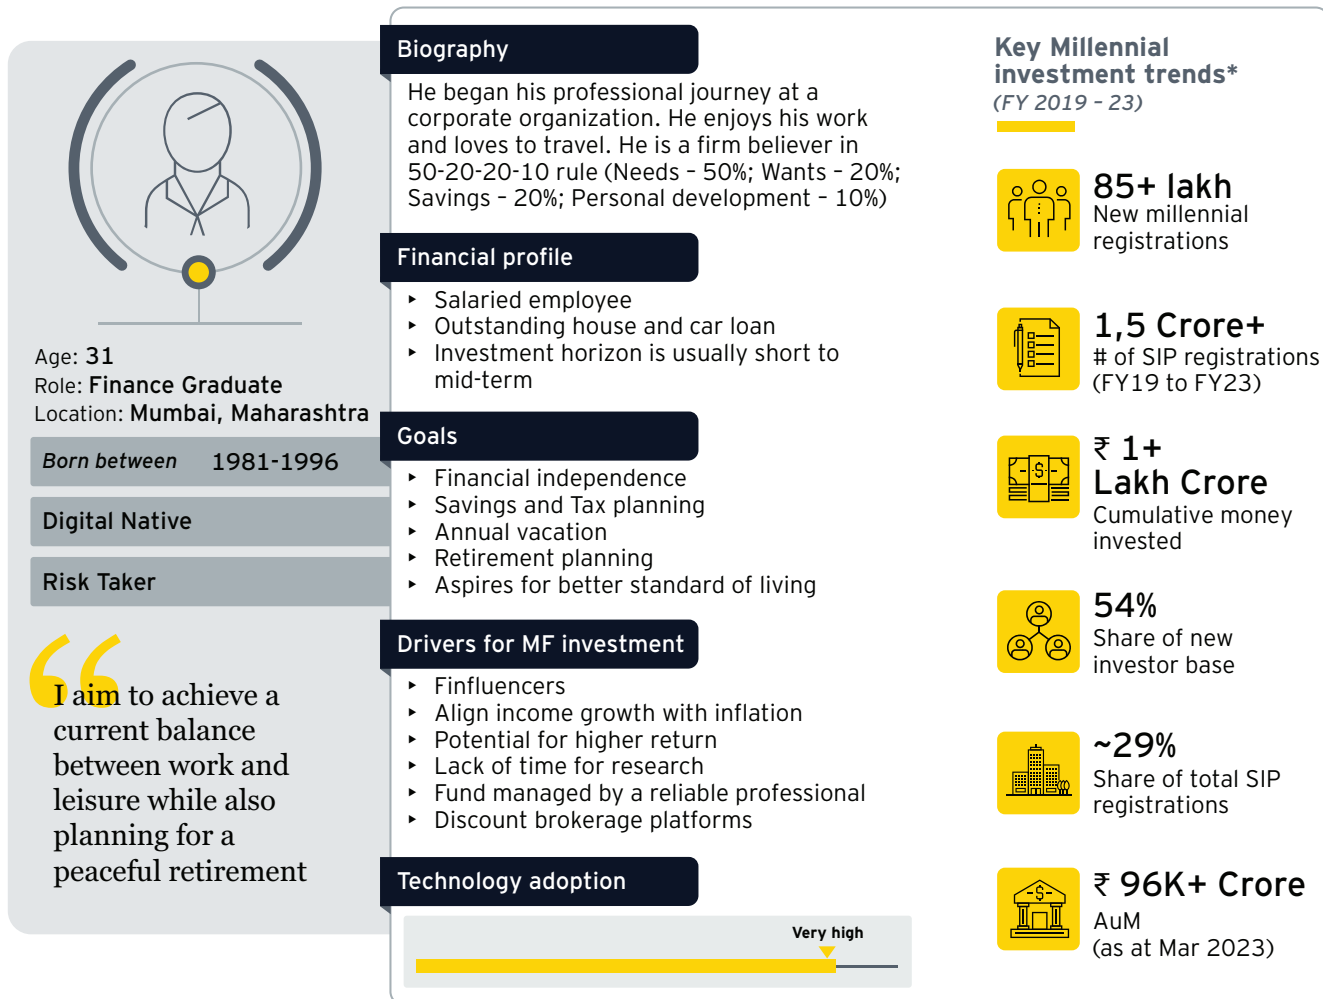 Age: 31
Role: Finance Graduate
Location: Mumbai, Maharashtra
Born between 1981-1996
Digital Native
Risk Taker
“
I aim to achieve a
current balance
between work and
leisure while also
planning for a
peaceful retirement
Biography
He began his professional journey at a
corporate organization. He enjoys his work
and loves to travel. He is a firm believer in
50-20-20-10 rule (Needs – 50%; Wants – 20%;
Savings – 20%; Personal development – 10%)
Financial profile
‣ Salaried employee
‣ Outstanding house and car loan
‣ Investment horizon is usually short to
mid-term
Goals
‣ Financial independence
‣ Savings and Tax planning
‣ Annual vacation
‣ Retirement planning
‣ Aspires for better standard of living
Drivers for MF investment
‣ Finfluencers
‣ Align income growth with inflation
‣ Potential for higher return
‣ Lack of time for research
‣ Fund managed by a reliable professional
‣ Discount brokerage platforms
Technology adoption
Very high
Key Millennial
investment trends*
(FY 2019 – 23)
85+ lakh
New millennial
registrations
1,5 Crore+
# of SIP registrations
(FY19 to FY23)
₹ 1+
Lakh Crore
Cumulative money
invested
54%
Share of new
investor base
~29%
Share of total SIP
registrations
₹ 96K+ Crore
AuM
(as at Mar 2023)